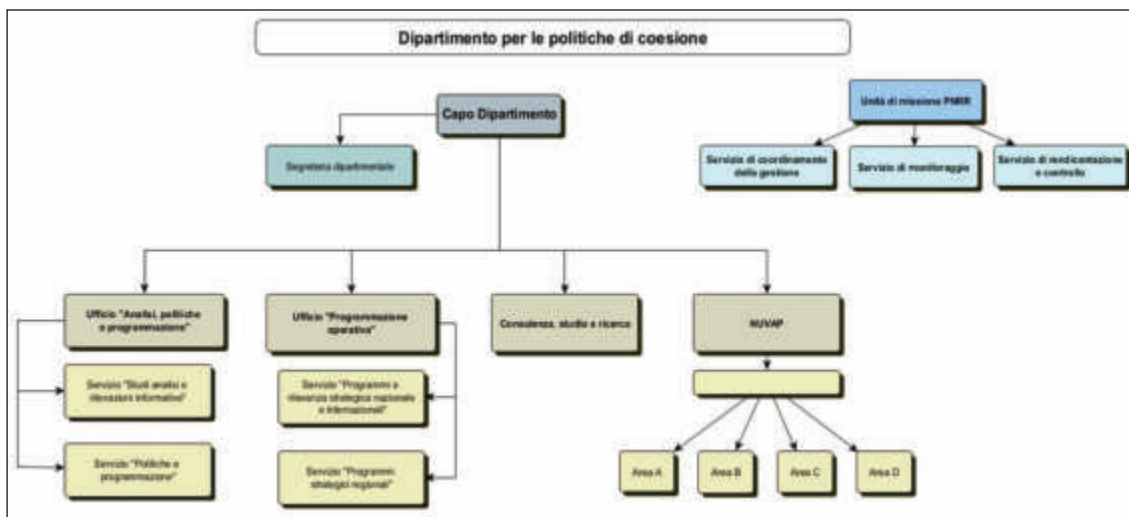 Dipartimento per le politiche di coesione
Capo Dipartimento
Segreteria dipartimentale
Unità di missione PNRR
Servizio di coordinamento
della gestione
Servizio di monitoraggio
Servizio di rendicontazione
e controllo
Ufficio "Analisi, politiche
e programmazione"
Servizio "Studi analisi e
rilevazioni informative"
Servizio "Politiche e
programmazione"
Ufficio "Programmazione
operativa"
Servizio "Programmi a
rilevanza strategica nazionale
e internazionali"
Servizio "Programmi
strategici regionali"
Consulenza, studio e ricerca
NUVAP
Area A
Area B
Area C
Area D